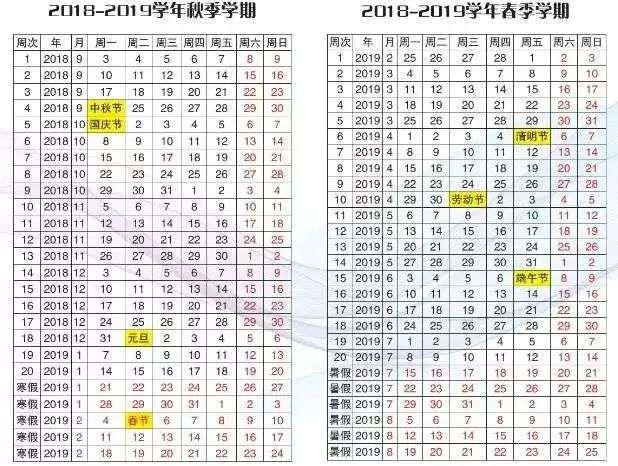 2018-2019学年秋季学期
周次 年 月 周一 周二 周三 周四 周五 周六 周日
1 2018 9 3 4 5 6 7 8 9
2 2018 9 10 11 12 13 14 15 16
3 2018 9 17 18 19 20 21 22 23
4 2018 9 中秋节 25 26 27 28 29 30
5 2018 10 国庆节 2 3 4 5 6 7
6 2018 10 8 9 10 11 12 13 14
7 2018 10 15 16 17 18 19 20 21
8 2018 10 22 23 24 25 26 27 28
9 2018 10 29 30 31 1 2 3 4
10 2018 11 5 6 7 8 9 10 11
11 2018 11 12 13 14 15 16 17 18
12 2018 11 19 20 21 22 23 24 25
13 2018 11 26 27 28 29 30 1 2
14 2018 12 3 4 5 6 7 8 9
15 2018 12 10 11 12 13 14 15 16
16 2018 12 17 18 19 20 21 22 23
17 2018 12 24 25 26 27 28 29 30
18 2018 12 31 元旦 2 3 4 5 6
19 2019 1 7 8 9 10 11 12 13
20 2019 1 14 15 16 17 18 19 20
寒假 2019 1 21 22 23 24 25 26 27
寒假 2019 1 28 29 30 31 1 2 3
寒假 2019 2 4 春节 6 7 8 9 10
寒假 2019 2 11 12 13 14 15 16 17
寒假 2019 2 18 19 20 21 22 23 24
2018-2019学年春季学期
周次 年 月 周一 周二 周三 周四 周五 周六 周日
1 2019 2 25 26 27 28 1 2 3
2 2019 3 4 5 6 7 8 9 10
3 2019 3 11 12 13 14 15 16 17
4 2019 3 18 19 20 21 22 23 24
5 2019 3 25 26 27 28 29 30 31
6 2019 4 1 2 3 4 清明节 6 7
7 2019 4 8 9 10 11 12 13 14
8 2019 4 15 16 17 18 19 20 21
9 2019 4 22 23 24 25 26 27 28
10 2019 4 29 30 劳动节 2 3 4 5
11 2019 5 6 7 8 9 10 11 12
12 2019 5 13 14 15 16 17 18 19
13 2019 5 20 21 22 23 24 25 26
14 2019 5 27 28 29 30 31 1 2
15 2019 6 3 4 5 6 端午节 8 9
16 2019 6 10 11 12 13 14 15 16
17 2019 6 17 18 19 20 21 22 23
18 2019 6 24 25 26 27 28 29 30
19 2019 7 1 2 3 4 5 6 7
20 2019 7 8 9 10 11 12 13 14
暑假 2019 7 15 16 17 18 19 20 21
暑假 2019 7 22 23 24 25 26 27 28
暑假 2019 7 29 30 31 1 2 3 4
暑假 2019 8 5 6 7 8 9 10 11
暑假 2019 8 12 13 14 15 16 17 18
暑假 2019 8 19 20 21 22 23 24 25